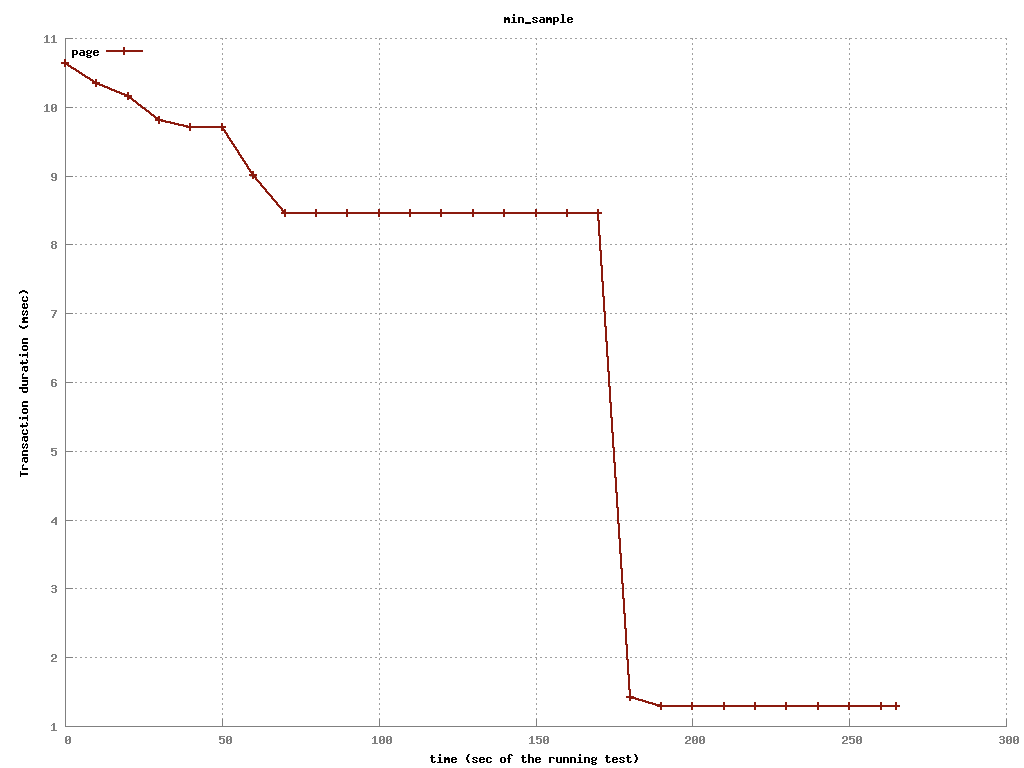 min_sample
page
11
10
9
8
7
6
5
4
3
2
1
Transaction duration (msec)
0 50 100 150 200 250 300
time (sec of the running test)